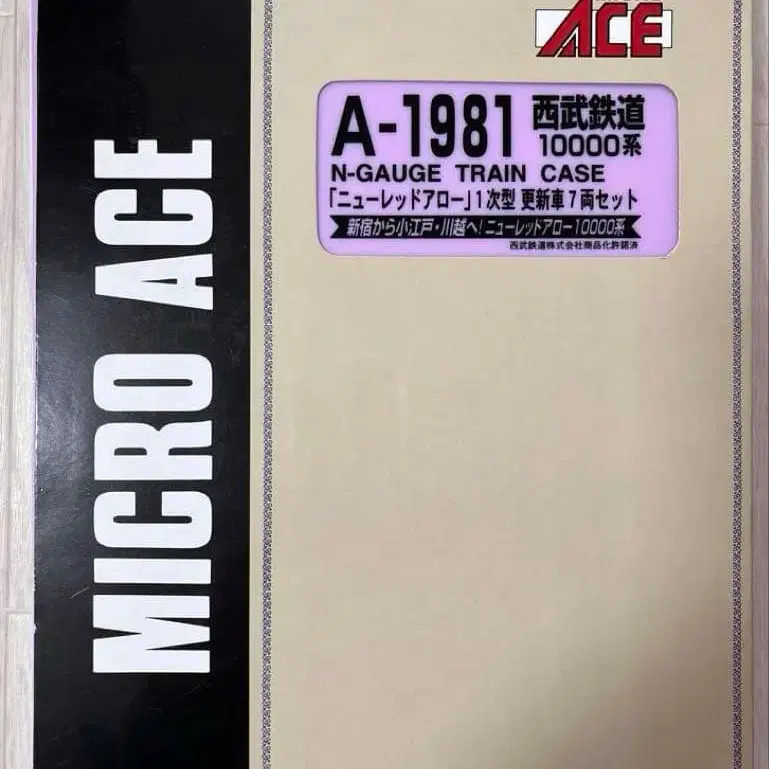 ACE
A-1981 西武鉄道
10000系
N-GAUGE TRAIN CASE
「ニューレッドアロー」1次型 更新車7両セット
新宿から小江戸・川越へ!ニューレッドアロー10000系
西武鉄道株式会社商品化許諾済
MICRO ACE